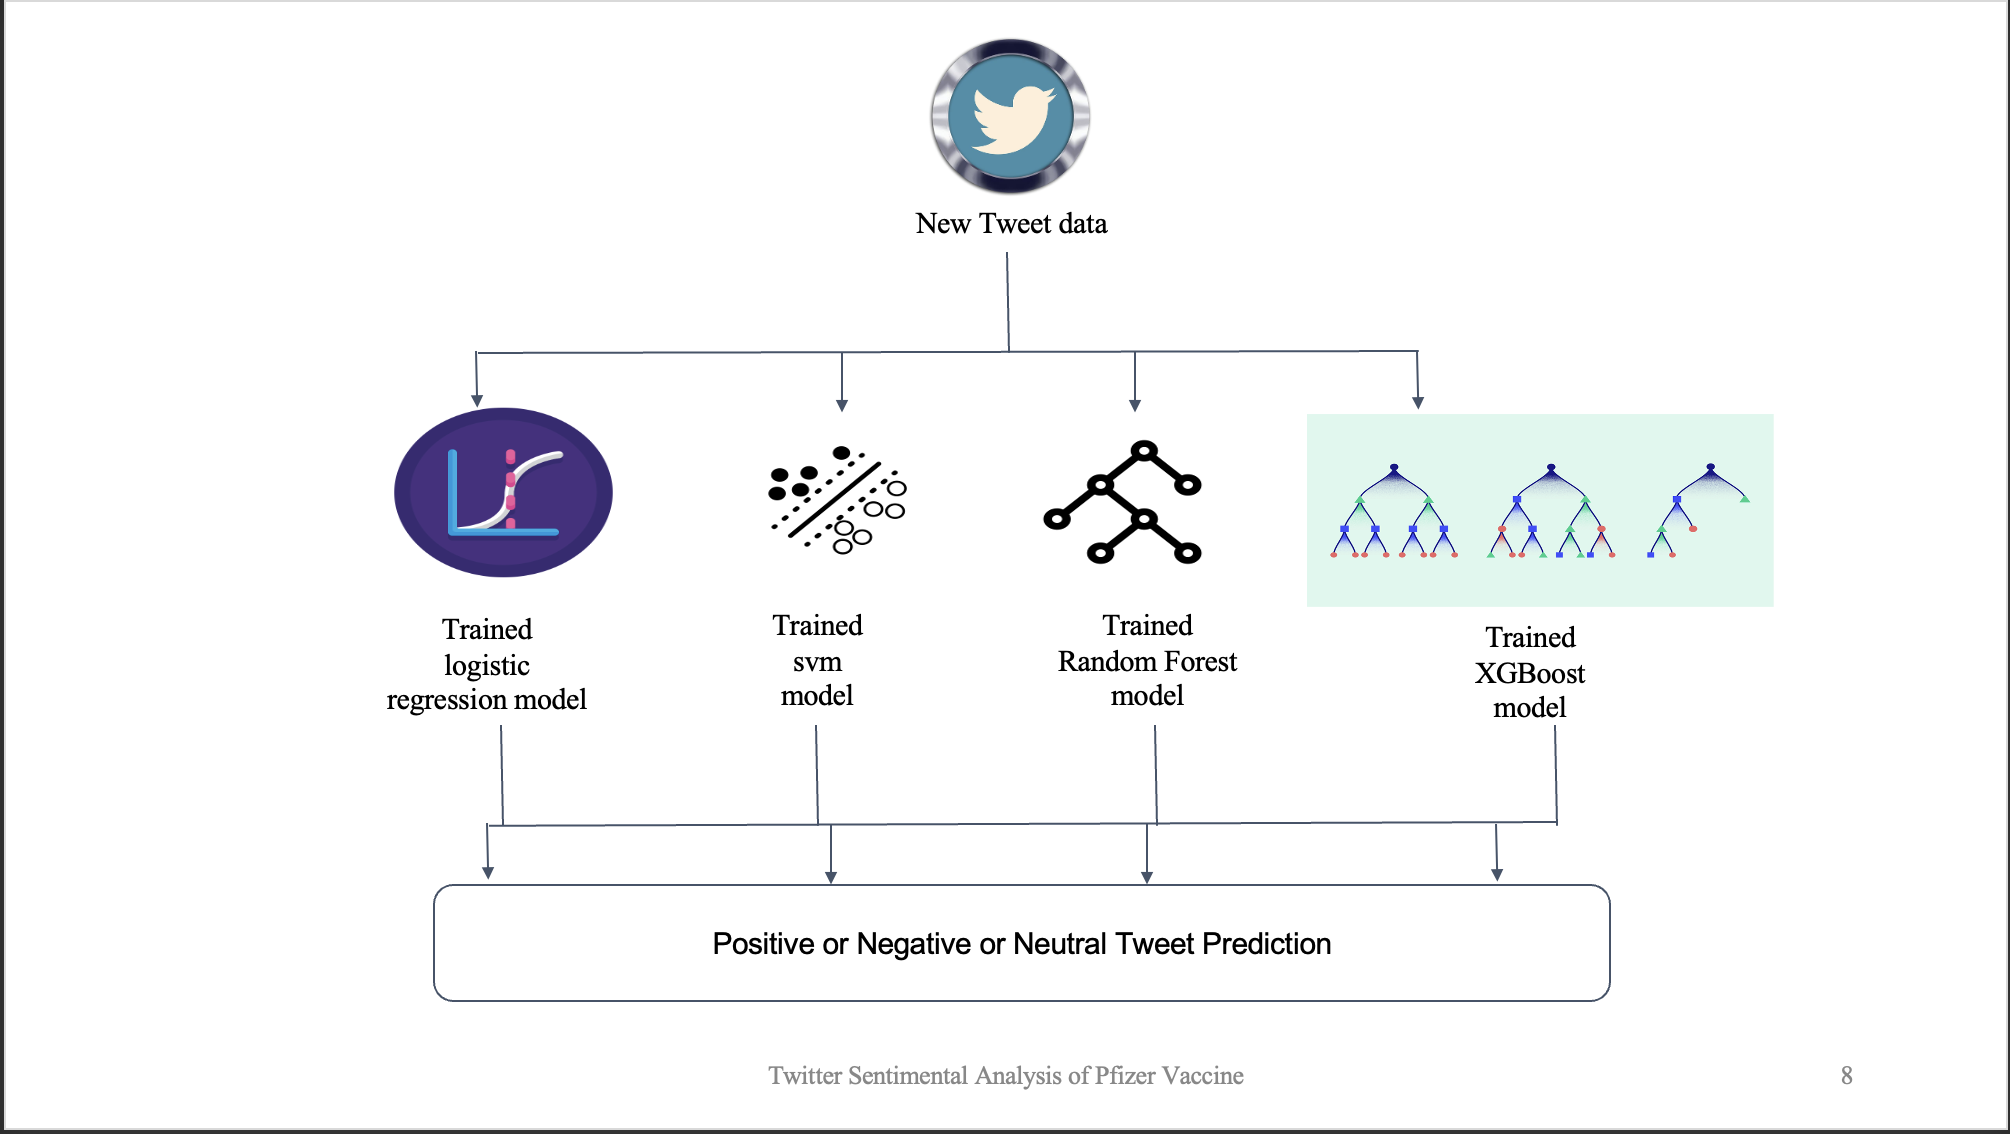 New Tweet data
Trained
logistic
regression model
Trained
svm
model
Trained
Random Forest
model
Trained
XGBoost
model
Positive or Negative or Neutral Tweet Prediction
Twitter Sentimental Analysis of Pfizer Vaccine
8